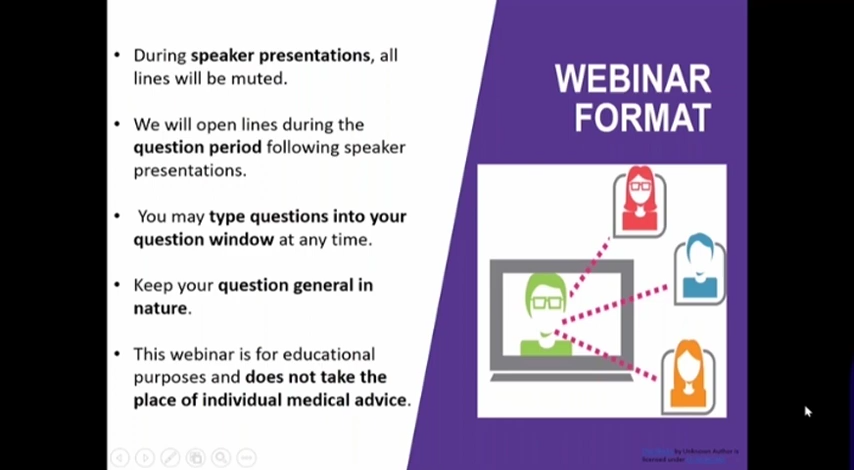 • During speaker presentations, all
lines will be muted.
• We will open lines during the
question period following speaker
presentations.
• You may type questions into your
question window at any time.
• Keep your question general in
nature.
• This webinar is for educational
purposes and does not take the
place of individual medical advice.
WEBINAR
FORMAT
by Unknown Author is
licensed under